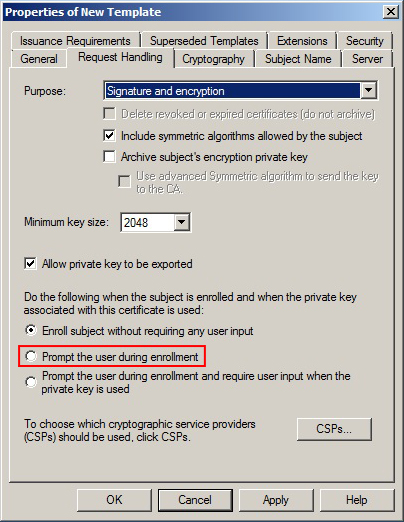 Properties of New Template
Issuance Requirements Superseded Templates Extensions Security
General Request Handling Cryptography Subject Name Server
Purpose: Signature and encryption
Delete revoked or expired certificates (do not archive)
Include symmetric algorithms allowed by the subject
Archive subject's encryption private key
Use advanced Symmetric algorithm to send the key
to the CA.
Minimum key size: 2048
Allow private key to be exported
Do the following when the subject is enrolled and when the private key
associated with this certificate is used:
Enroll subject without requiring any user input
Prompt the user during enrollment
Prompt the user during enrollment and require user input when the
private key is used
To choose which cryptographic service providers
(CSPs) should be used, click CSPs.
CSPs...
OK Cancel Apply Help